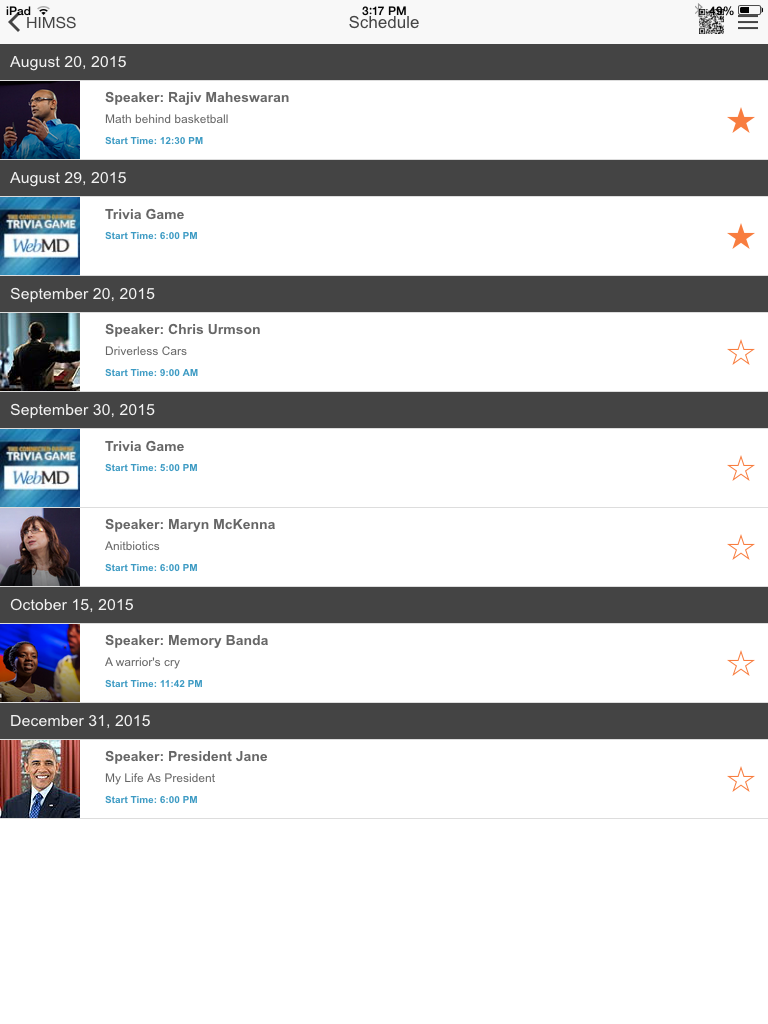 iPad 3:17 PM 49%
HIMSS Schedule
August 20, 2015
Speaker: Rajiv Maheswaran
Math behind basketball
Start Time: 12:30 PM
August 29, 2015
TRIVIA GAME
WebMD
Trivia Game
Start Time: 6:00 PM
September 20, 2015
Speaker: Chris Urmson
Driverless Cars
Start Time: 9:00 AM
September 30, 2015
TRIVIA GAME
WebMD
Trivia Game
Start Time: 5:00 PM
Speaker: Maryn McKenna
Anitbiotics
Start Time: 6:00 PM
October 15, 2015
Speaker: Memory Banda
A warrior's cry
Start Time: 11:42 PM
December 31, 2015
Speaker: President Jane
My Life As President
Start Time: 6:00 PM